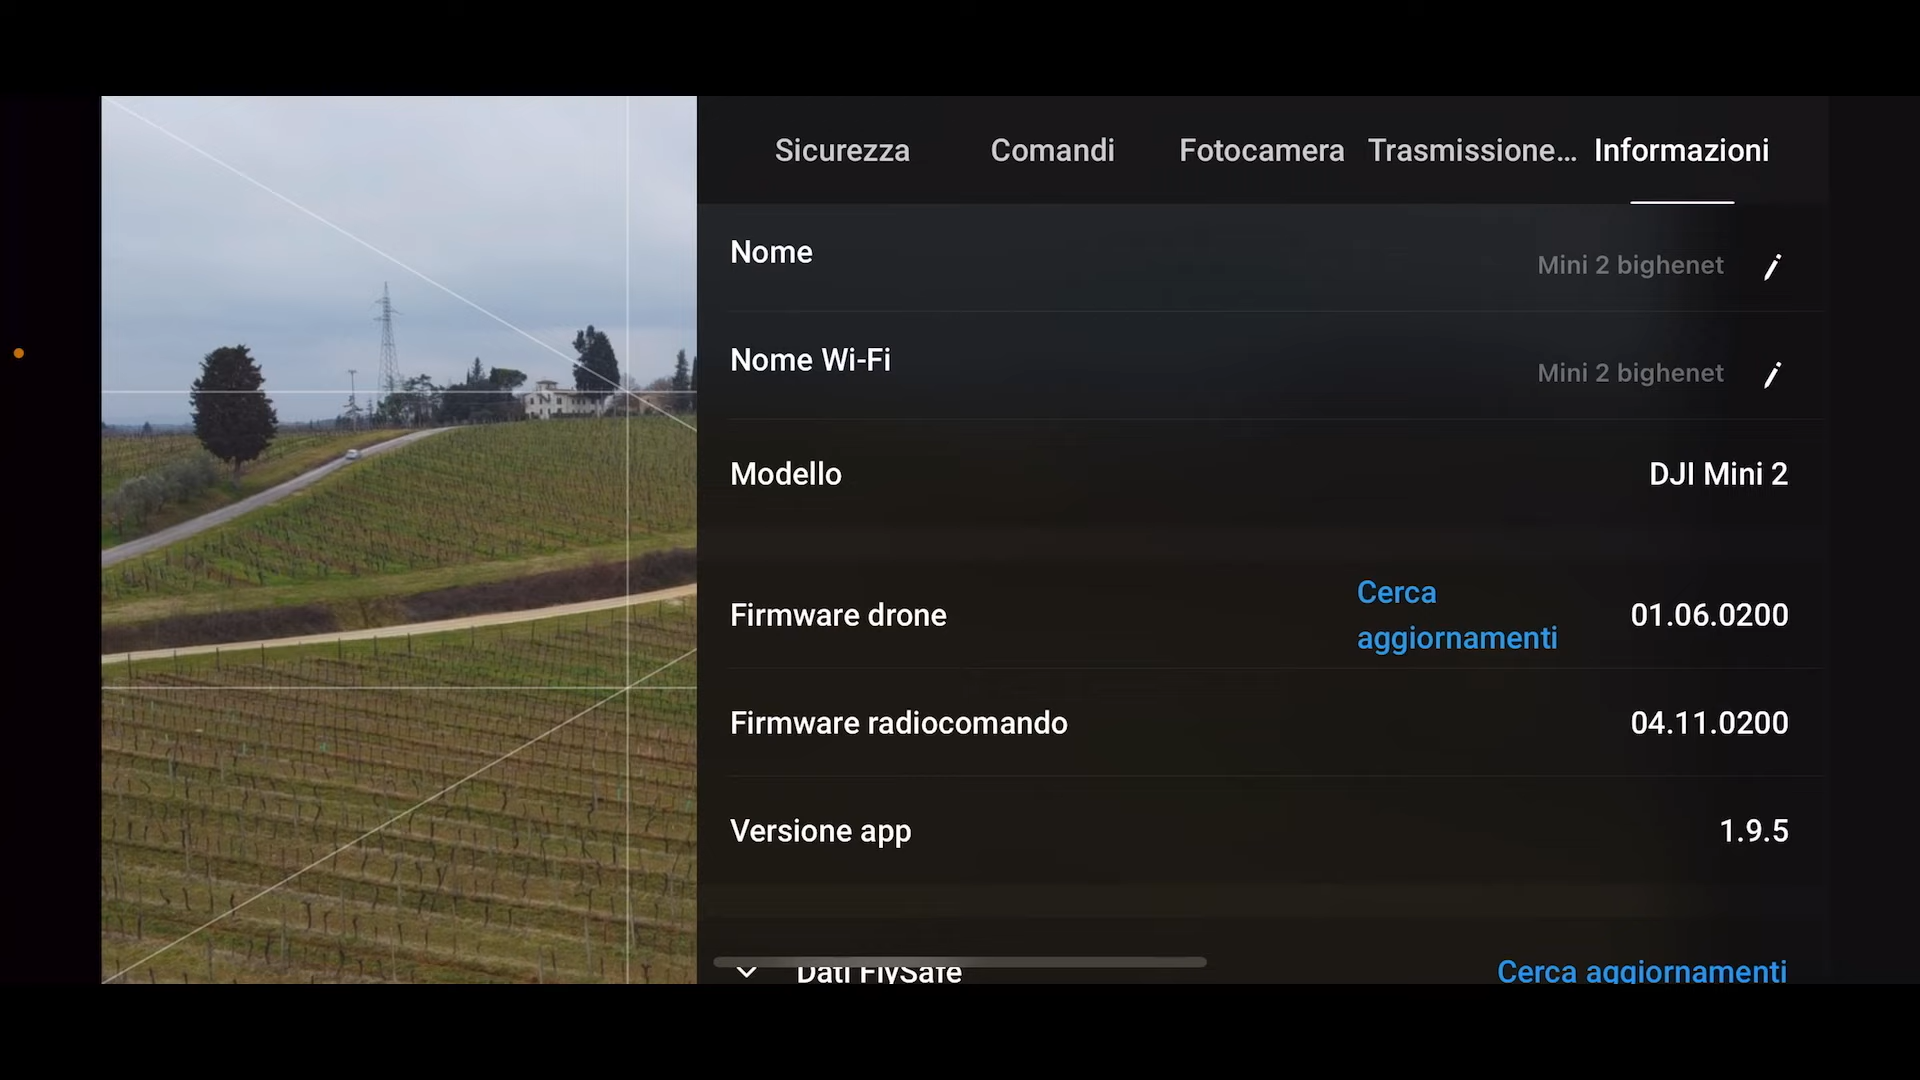 Sicurezza Comandi Fotocamera Trasmissione... Informazioni
Nome Mini 2 bighenet
Nome Wi-Fi Mini 2 bighenet
Modello DJI Mini 2
Firmware drone Cerca aggiornamenti 01.06.0200
Firmware radiocomando 04.11.0200
Versione app 1.9.5
Dati FlySafe Cerca aggiornamenti